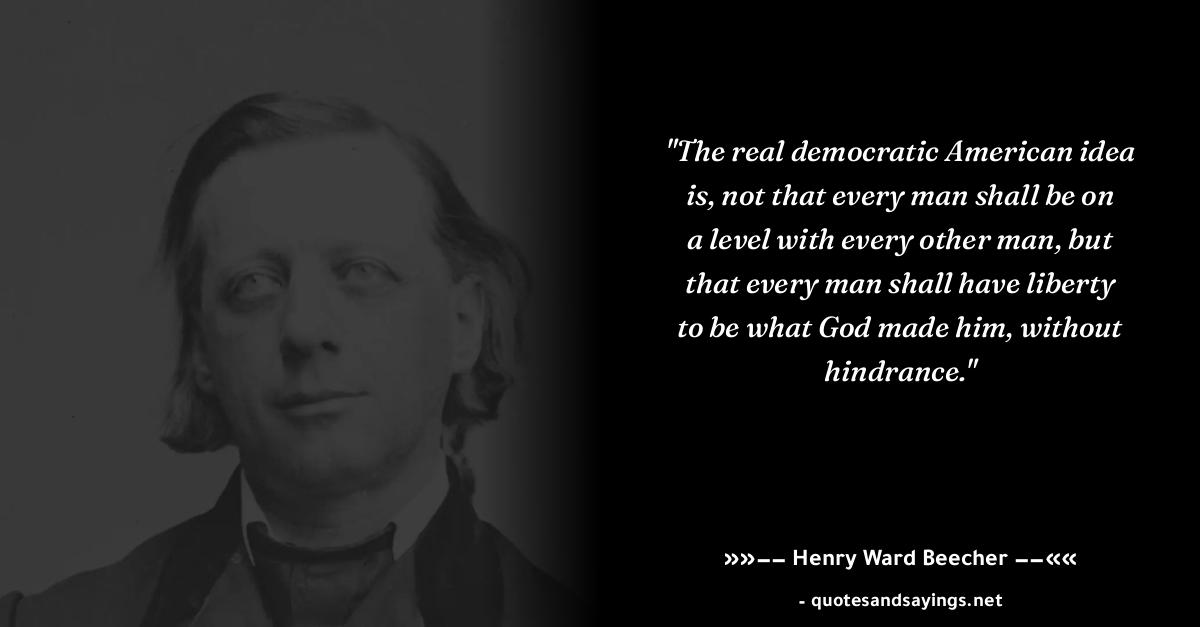 "The real democratic American idea
is, not that every man shall be on
a level with every other man, but
that every man shall have liberty
to be what God made him, without
hindrance."
»»–– Henry Ward Beecher ––««
- quotesandsayings.net